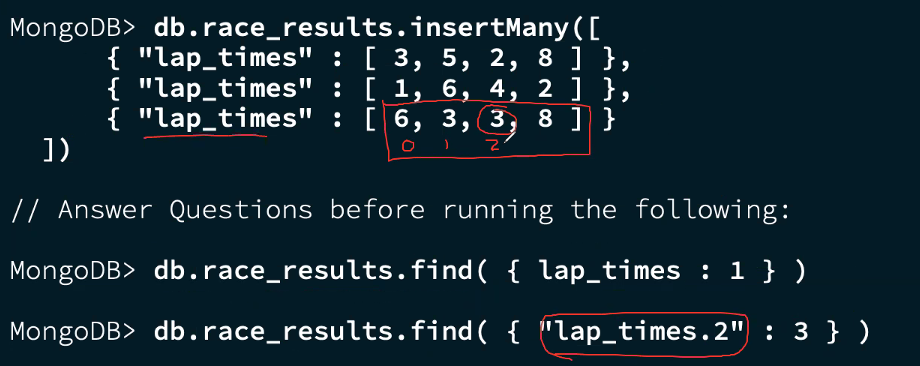 MongoDB> db.race_results.insertMany([
{ "lap_times" : [ 3, 5, 2, 8 ] },
{ "lap_times" : [ 1, 6, 4, 2 ] },
{ "lap_times" : [ 6, 3, 3, 8 ] }
0 1 2
])
// Answer Questions before running the following:
MongoDB> db.race_results.find( { lap_times : 1 } )
MongoDB> db.race_results.find( { "lap_times.2" : 3 } )